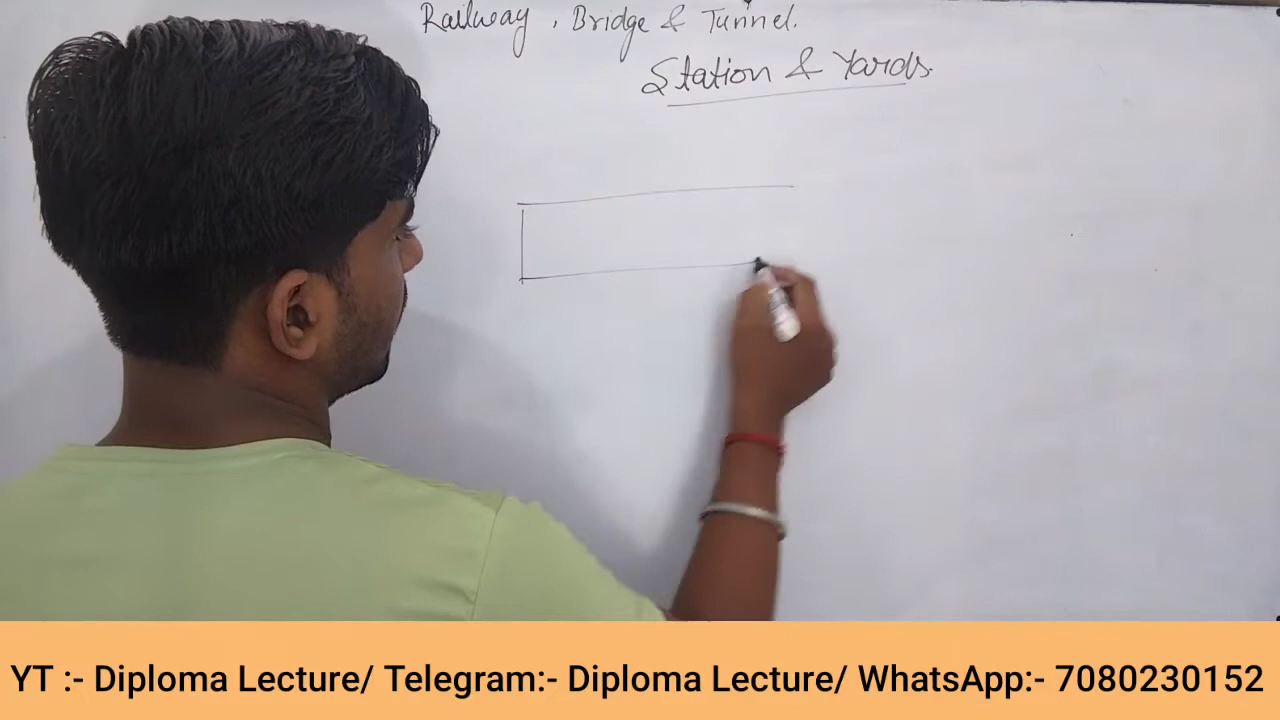 Railway, Bridge & Tunnel.
Station & Yards.
YT :- Diploma Lecture/ Telegram:- Diploma Lecture/ WhatsApp:- 7080230152